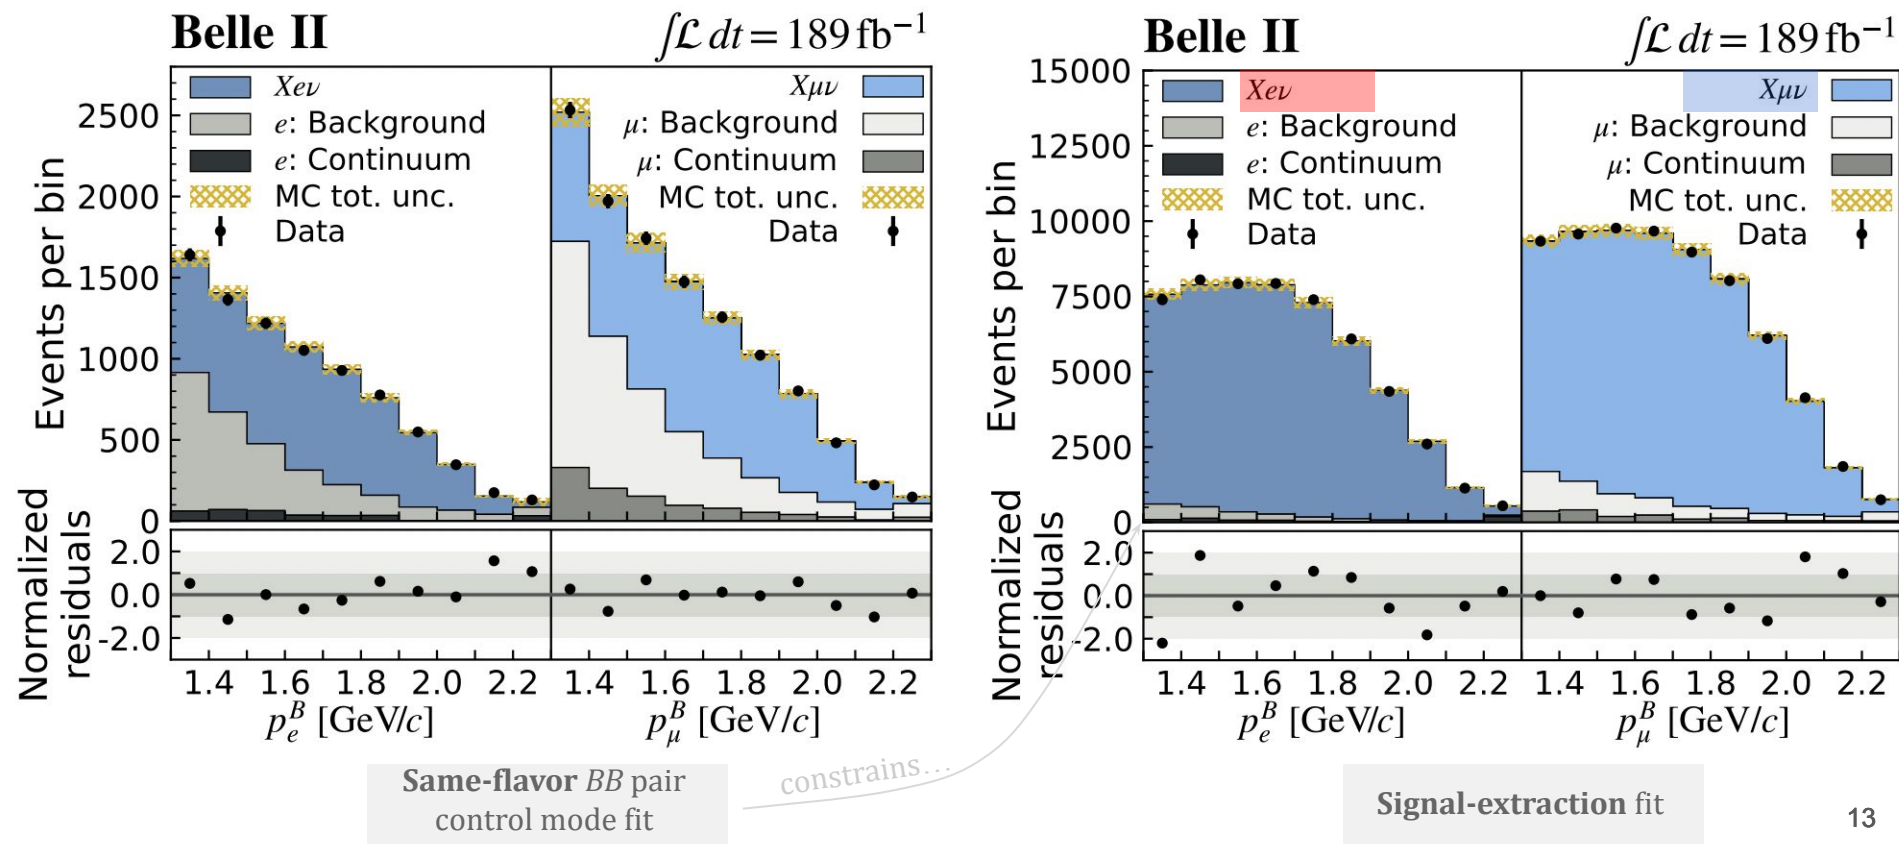 Belle II
∫ℒ dt = 189 fb⁻¹
Events per bin
2500
2000
1500
1000
500
0
Xeν
e: Background
e: Continuum
MC tot. unc.
Data
Xμν
μ: Background
μ: Continuum
MC tot. unc.
Data
Normalized
residuals
2.0
0.0
-2.0
1.4 1.6 1.8 2.0 2.2
1.4 1.6 1.8 2.0 2.2
p_e^B [GeV/c]
p_μ^B [GeV/c]
Same-flavor BB pair
control mode fit
constrains…
Belle II
∫ℒ dt = 189 fb⁻¹
Events per bin
15000
12500
10000
7500
5000
2500
0
Xeν
e: Background
e: Continuum
MC tot. unc.
Data
Xμν
μ: Background
μ: Continuum
MC tot. unc.
Data
Normalized
residuals
2.0
0.0
-2.0
1.4 1.6 1.8 2.0 2.2
1.4 1.6 1.8 2.0 2.2
p_e^B [GeV/c]
p_μ^B [GeV/c]
Signal-extraction fit
13